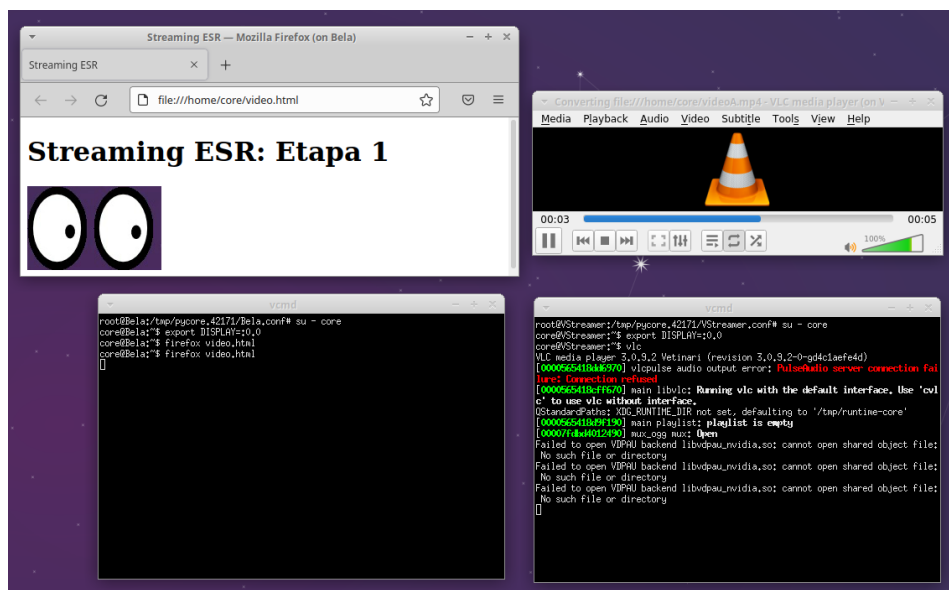 Streaming ESR — Mozilla Firefox (on Bela)
Streaming ESR
file:///home/core/video.html
Streaming ESR: Etapa 1
Converting file:///home/core/videoA.mp4 - VLC media player (on V
Media Playback Audio Video Subtitle Tools View Help
00:03 00:05
100%
vcmd
root@Bela:/tmp/pycore.42171/Bela.conf# su - core
core@Bela:~$ export DISPLAY=:0.0
core@Bela:~$ firefox video.html
core@Bela:~$ firefox video.html
vcmd
root@VStreamer:/tmp/pycore.42171/VStreamer.conf# su - core
core@VStreamer:~$ export DISPLAY=:0.0
core@VStreamer:~$ vlc
VLC media player 3.0.9.2 Vetinari (revision 3.0.9.2-0-gd4c1aefe4d)
[0000565418dd6970] vlcpulse audio output error: PulseAudio server connection fai
lure: Connection refused
[0000565418cff670] main libvlc: Running vlc with the default interface. Use 'cvl
c' to use vlc without interface.
QStandardPaths: XDG_RUNTIME_DIR not set, defaulting to '/tmp/runtime-core'
[0000565418d9f190] main playlist: playlist is empty
[00007fdbd4012490] mux_ogg mux: Open
Failed to open VDPAU backend libvdpau_nvidia.so: cannot open shared object file:
No such file or directory
Failed to open VDPAU backend libvdpau_nvidia.so: cannot open shared object file:
No such file or directory
Failed to open VDPAU backend libvdpau_nvidia.so: cannot open shared object file:
No such file or directory